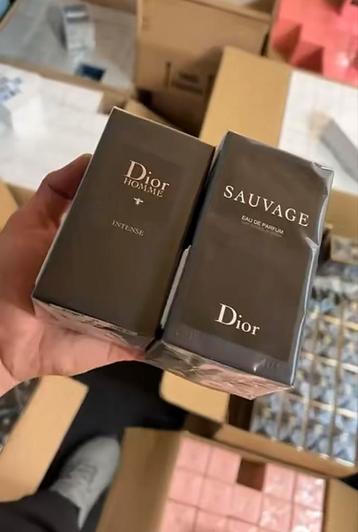 Dior
HOMME
INTENSE
SAUVAGE
EAU DE PARFUM
Dior